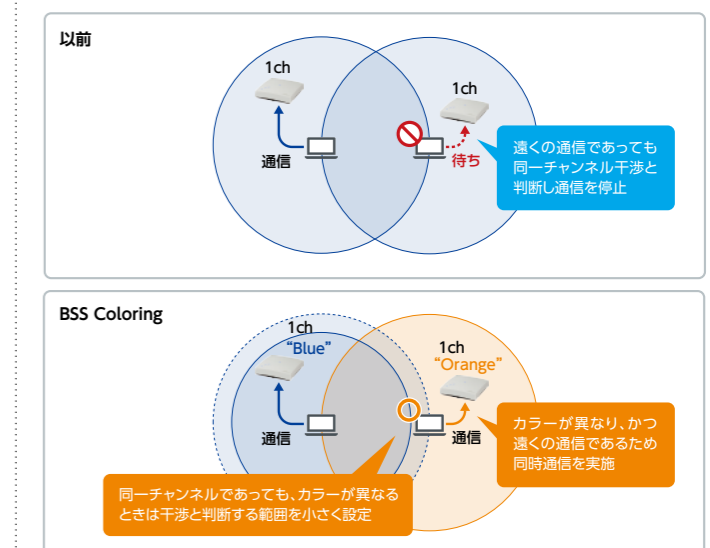 以前
1ch
1ch
通信
待ち
遠くの通信であっても
同一チャンネル干渉と
判断し通信を停止
BSS Coloring
1ch
“Blue”
1ch
“Orange”
通信
通信
カラーが異なり、かつ
遠くの通信であるため
同時通信を実施
同一チャンネルであっても、カラーが異なる
ときは干渉と判断する範囲を小さく設定